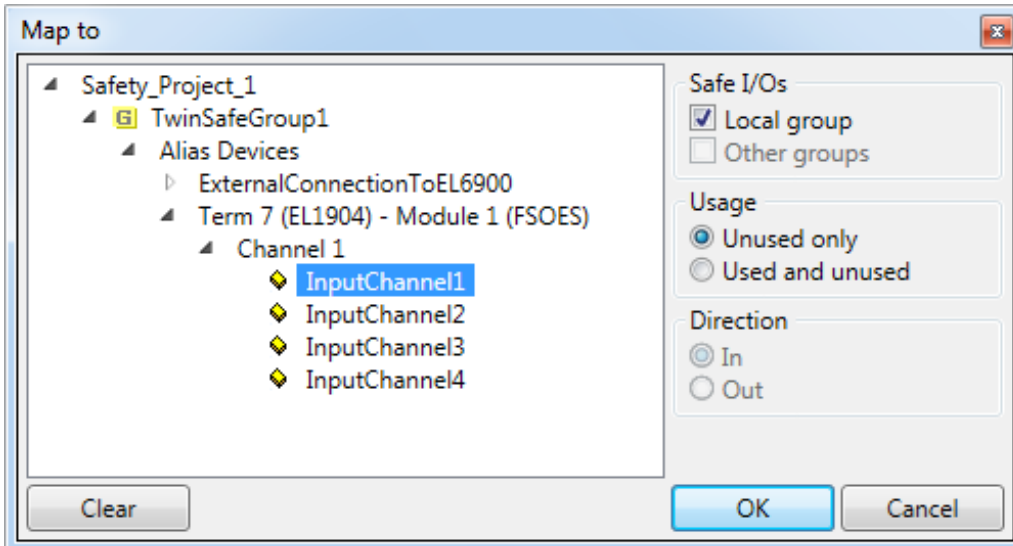 Map to
Safety_Project_1
G TwinSafeGroup1
Alias Devices
ExternalConnectionToEL6900
Term 7 (EL1904) - Module 1 (FSOES)
Channel 1
InputChannel1
InputChannel2
InputChannel3
InputChannel4
Safe I/Os
Local group
Other groups
Usage
Unused only
Used and unused
Direction
In
Out
Clear
OK
Cancel